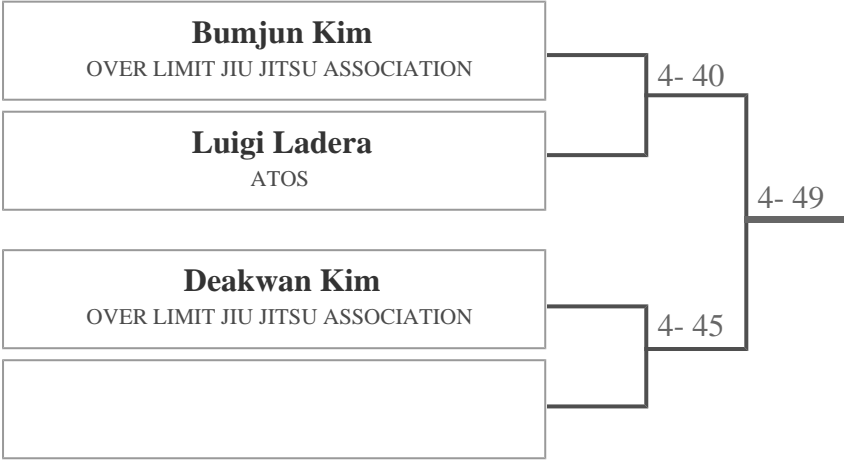 Bumjun Kim
OVER LIMIT JIU JITSU ASSOCIATION
4- 40
Luigi Ladera
ATOS
4- 49
Deakwan Kim
OVER LIMIT JIU JITSU ASSOCIATION
4- 45